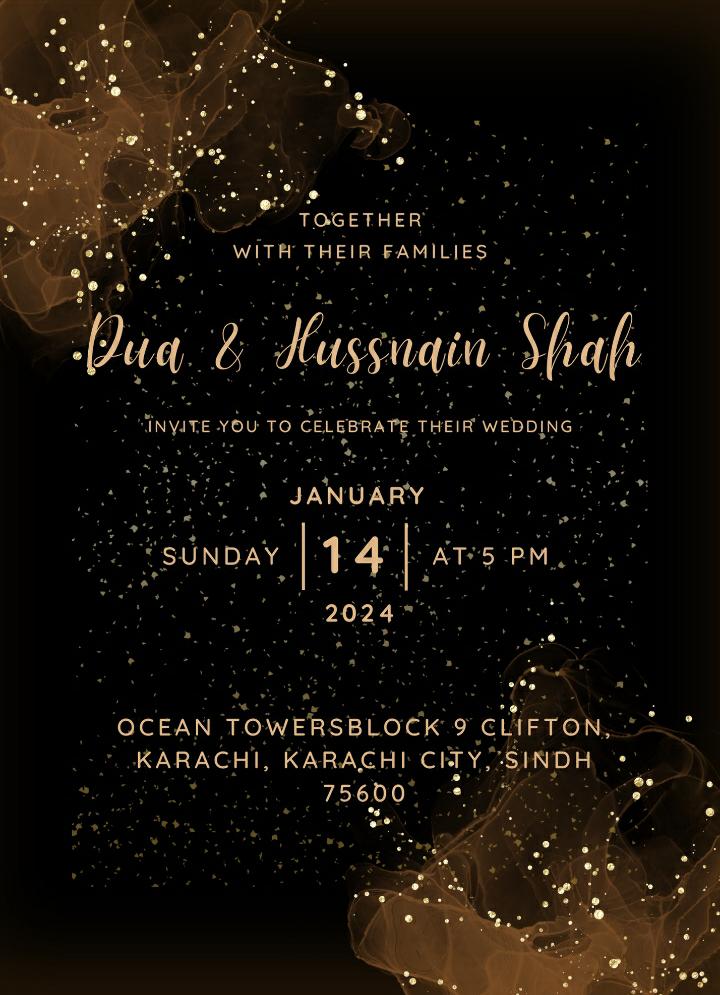 TOGETHER
WITH THEIR FAMILIES
Dua & Hussnain Shah
INVITE YOU TO CELEBRATE THEIR WEDDING
JANUARY
SUNDAY 14 AT 5 PM
2024
OCEAN TOWERSBLOCK 9 CLIFTON,
KARACHI, KARACHI CITY, SINDH
75600